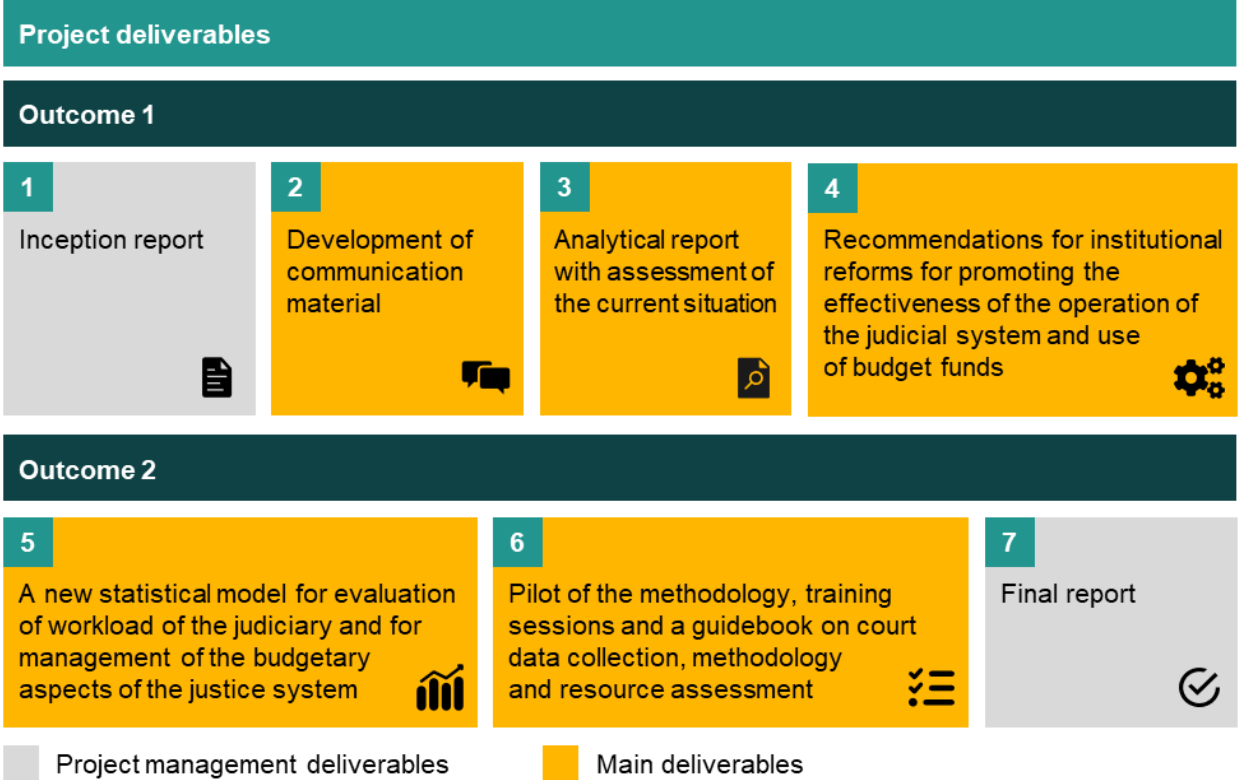 Project deliverables
Outcome 1
1
Inception report
2
Development of
communication
material
3
Analytical report
with assessment of
the current situation
4
Recommendations for institutional
reforms for promoting the
effectiveness of the operation of
the judicial system and use
of budget funds
Outcome 2
5
A new statistical model for evaluation
of workload of the judiciary and for
management of the budgetary
aspects of the justice system
6
Pilot of the methodology, training
sessions and a guidebook on court
data collection, methodology
and resource assessment
7
Final report
Project management deliverables
Main deliverables